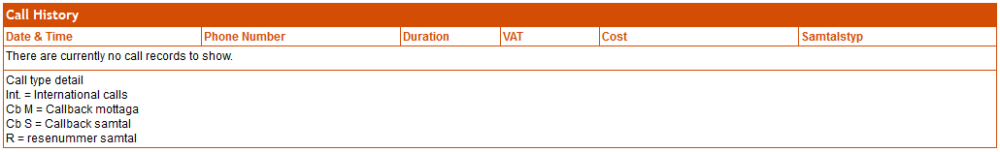 Call History
Date & Time Phone Number Duration VAT Cost Samtalstyp
There are currently no call records to show.
Call type detail
Int. = International calls
Cb M = Callback mottaga
Cb S = Callback samtal
R = resenummer samtal